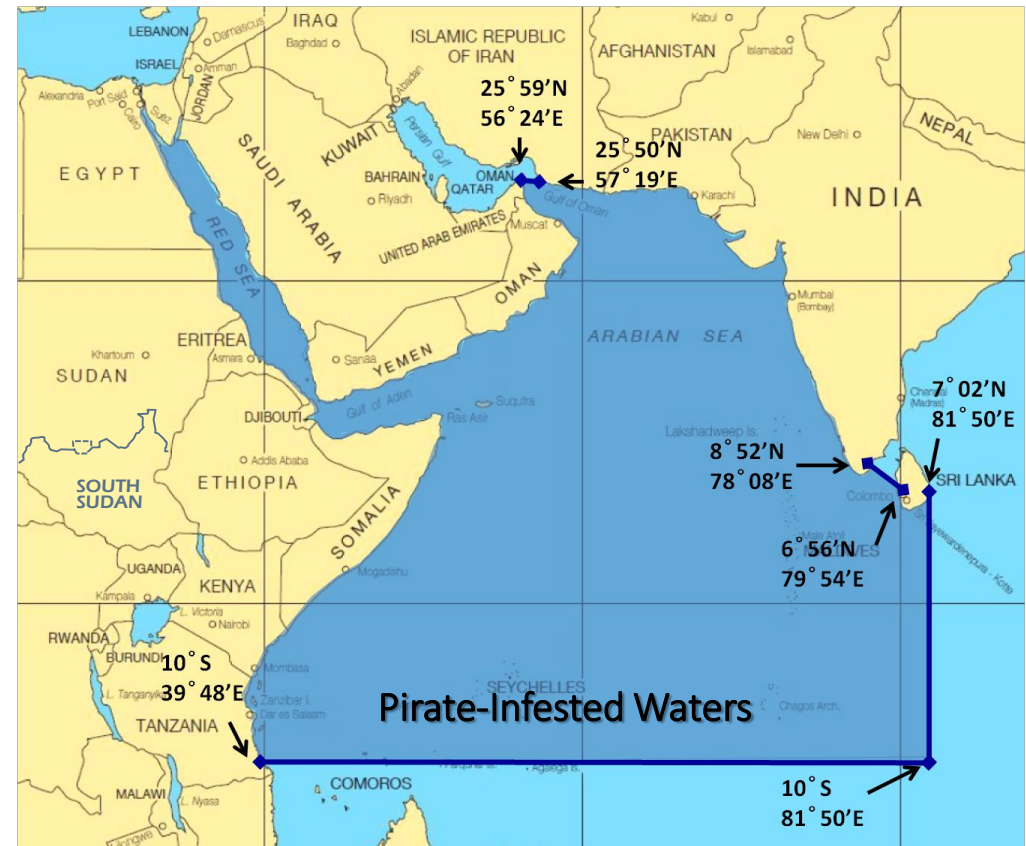 LEBANON
Damascus
IRAQ
Baghdad
ISLAMIC REPUBLIC
OF IRAN
Kabul
AFGHANISTAN
Islamabad
ISRAEL
Amman
JORDAN
Alexandria
Port Said
Cairo
Suez
Abadan
25°59'N
56°24'E
KUWAIT
Persian Gulf
PAKISTAN
New Delhi
NEPAL
25°50'N
57°19'E
EGYPT
SAUDI ARABIA
BAHRAIN
QATAR
OMAN
Riyadh
Karachi
INDIA
Gulf of Oman
UNITED ARAB EMIRATES
Muscat
RED SEA
OMAN
Mumbai
(Bombay)
ARABIAN SEA
ERITREA
Asmara
Khartoum
SUDAN
Sanaa
YEMEN
Gulf of Aden
Suqutra
Ras Asir
DJIBOUTI
(Madras)
7°02'N
81°50'E
Lakshadweep Is.
8°52'N
78°08'E
Addis Ababa
ETHIOPIA
SOUTH
SUDAN
SOMALIA
Colombo
SRI LANKA
6°56'N
79°54'E
UGANDA
Kampala
KENYA
Mogadishu
L. Victoria
Nairobi
RWANDA
BURUNDI
10°S
39°48'E
Mombasa
L. Tanganyika
Zanzibar I.
Dar es Salaam
SEYCHELLES
Chagos Arch.
Pirate-Infested Waters
TANZANIA
Agalega Is.
COMOROS
10°S
81°50'E
MALAWI
L. Nyasa